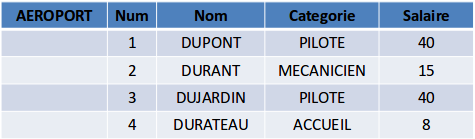 AEROPORT Num Nom Categorie Salaire
1 DUPONT PILOTE 40
2 DURANT MECANICIEN 15
3 DUJARDIN PILOTE 40
4 DURATEAU ACCUEIL 8